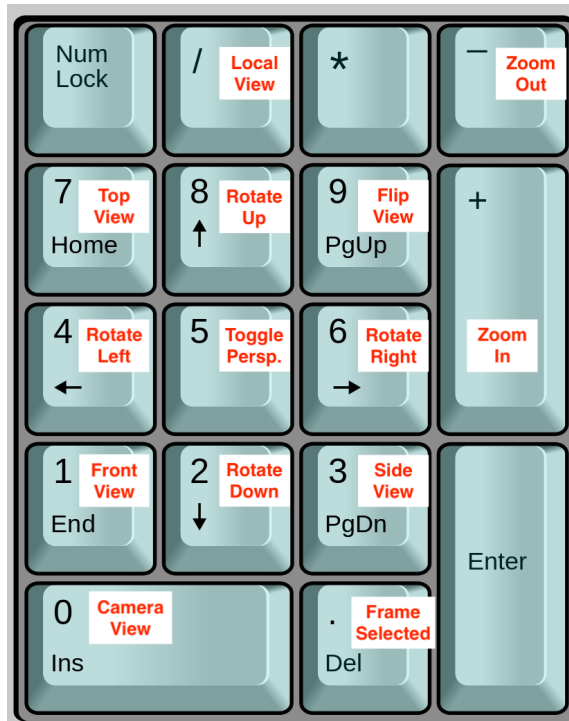 Num
Lock
/
Local
View
*
–
Zoom
Out
7
Top
View
Home
8
Rotate
Up
↑
9
Flip
View
PgUp
+
Zoom
In
4
Rotate
Left
←
5
Toggle
Persp.
6
Rotate
Right
→
1
Front
View
End
2
Rotate
Down
↓
3
Side
View
PgDn
Enter
0
Camera
View
Ins
.
Frame
Selected
Del